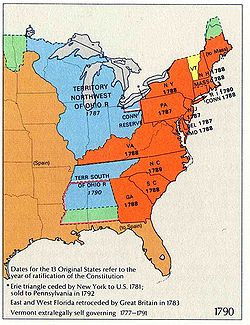 (to Mass)
N Y
1788
V T
N H 1788
MASS
1788
R I 1790
CONN 1788
TERRITORY
NORTHWEST
OF OHIO R
1787
CONN
RESERVE
PA
1787
NJ 1787
DEL 1787
MD 1788
VA
1788
(Spain)
TERR SOUTH
OF OHIO R
1790
N C
1789
S C
1788
GA
1788
(to Spain)
Dates for the 13 Original States refer to the
year of ratification of the Constitution
* Erie triangle ceded by New York to U.S. 1781;
sold to Pennsylvania in 1792
East and West Florida retroceded by Great Britain in 1783
Vermont extralegally self governing 1777-1791
1790